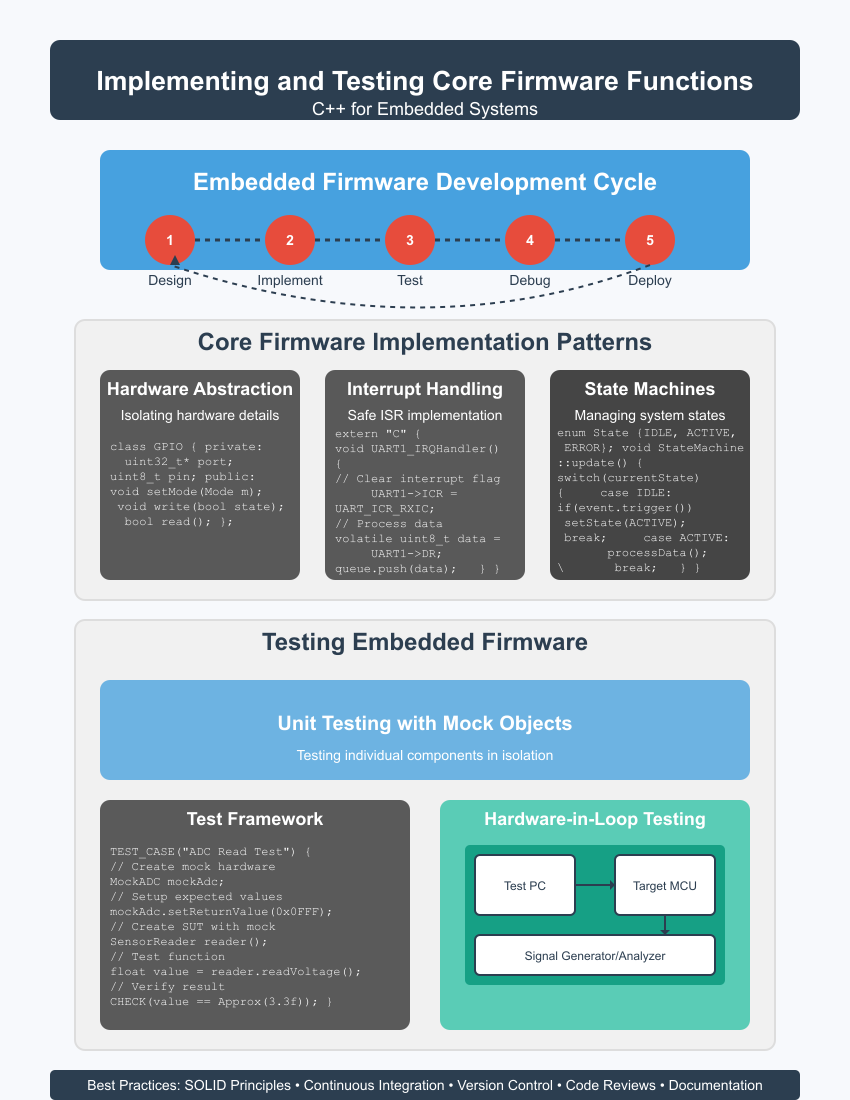 Implementing and Testing Core Firmware Functions
C++ for Embedded Systems
Embedded Firmware Development Cycle
1 2 3 4 5
Design Implement Test Debug Deploy
Core Firmware Implementation Patterns
Hardware Abstraction
Isolating hardware details
class GPIO { private:
uint32_t* port;
uint8_t pin; public:
void setMode(Mode m);
void write(bool state);
bool read(); };
Interrupt Handling
Safe ISR implementation
extern "C" {
void UART1_IRQHandler()
{
// Clear interrupt flag
UART1->ICR =
UART_ICR_RXIC;
// Process data
volatile uint8_t data =
UART1->DR;
queue.push(data);   } }
State Machines
Managing system states
enum State {IDLE, ACTIVE,
ERROR}; void StateMachine
::update() {
switch(currentState)
{     case IDLE:
if(event.trigger())
setState(ACTIVE);
break;     case ACTIVE:
processData();
\       break;   } }
Testing Embedded Firmware
Unit Testing with Mock Objects
Testing individual components in isolation
Test Framework
TEST_CASE("ADC Read Test") {
// Create mock hardware
MockADC mockAdc;
// Setup expected values
mockAdc.setReturnValue(0x0FFF);
// Create SUT with mock
SensorReader reader();
// Test function
float value = reader.readVoltage();
// Verify result
CHECK(value == Approx(3.3f)); }
Hardware-in-Loop Testing
Test PC
Target MCU
Signal Generator/Analyzer
Best Practices: SOLID Principles • Continuous Integration • Version Control • Code Reviews • Documentation